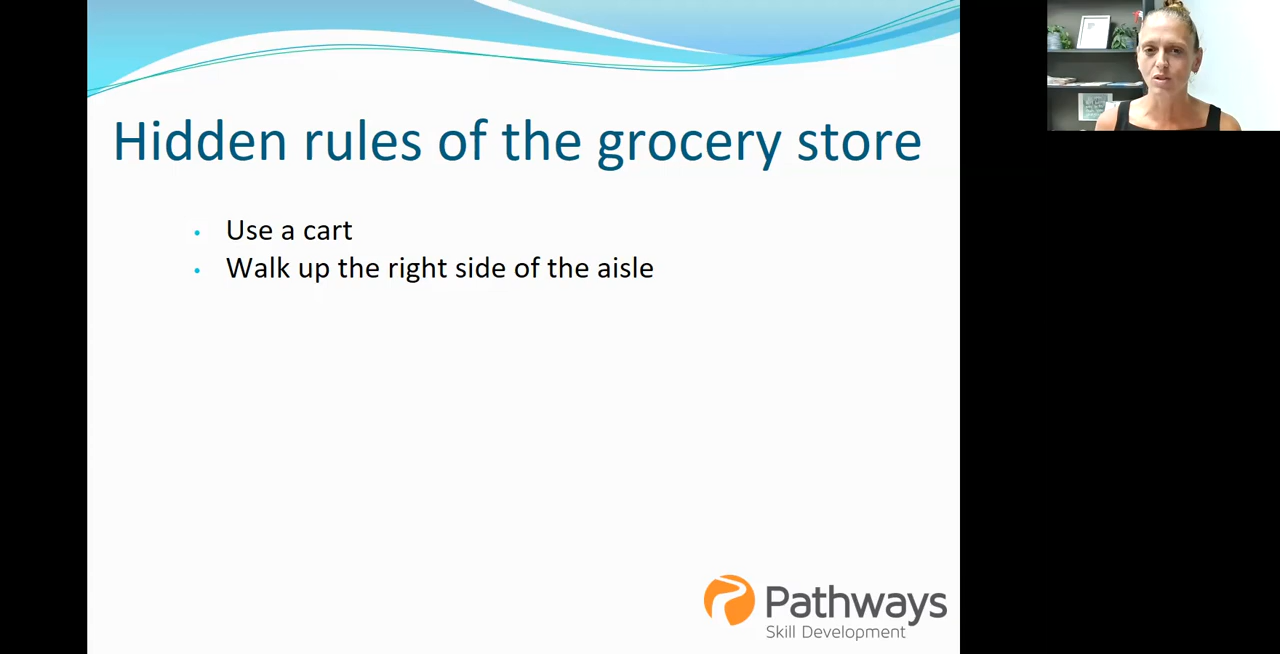 Hidden rules of the grocery store
• Use a cart
• Walk up the right side of the aisle
Pathways
Skill Development